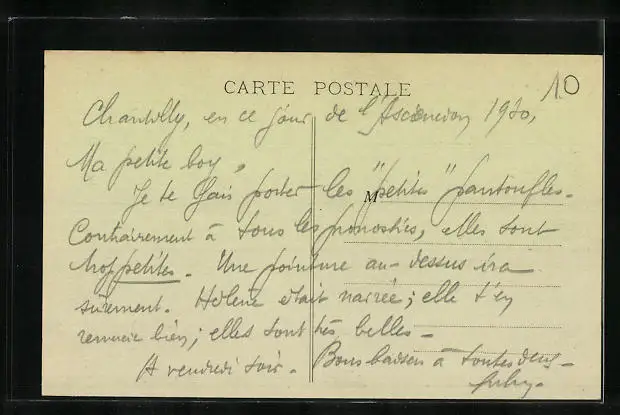 CARTE POSTALE
10
Chantilly, en ce jour de l'Ascension 1930,
Ma petite boy,
Je te fais porter les "petites" pantoufles.
M
Contrairement à tous les pronostics, elles sont
trop petites. Une pointure au-dessus ira
sûrement. Hélène était navrée; elle t'en
remercie bien; elles sont très belles.
A vendredi soir. Bons baisers à toutes deux.